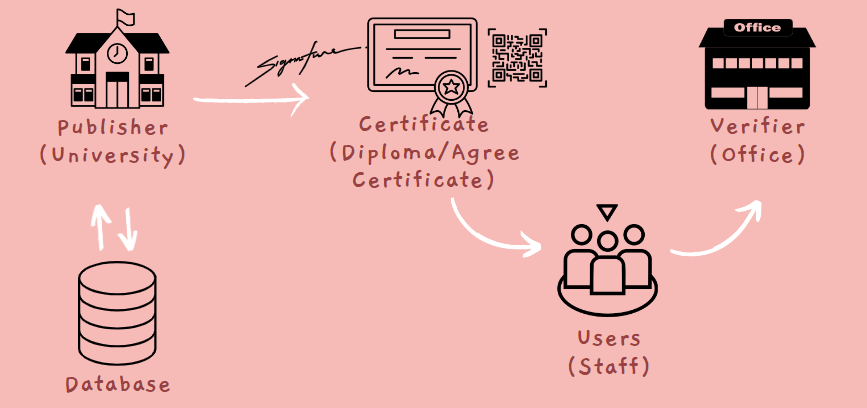 Office
Signature
Publisher
(University)
Certificate
(Diploma/Agree
Certificate)
Verifier
(Office)
Users
(Staff)
Database